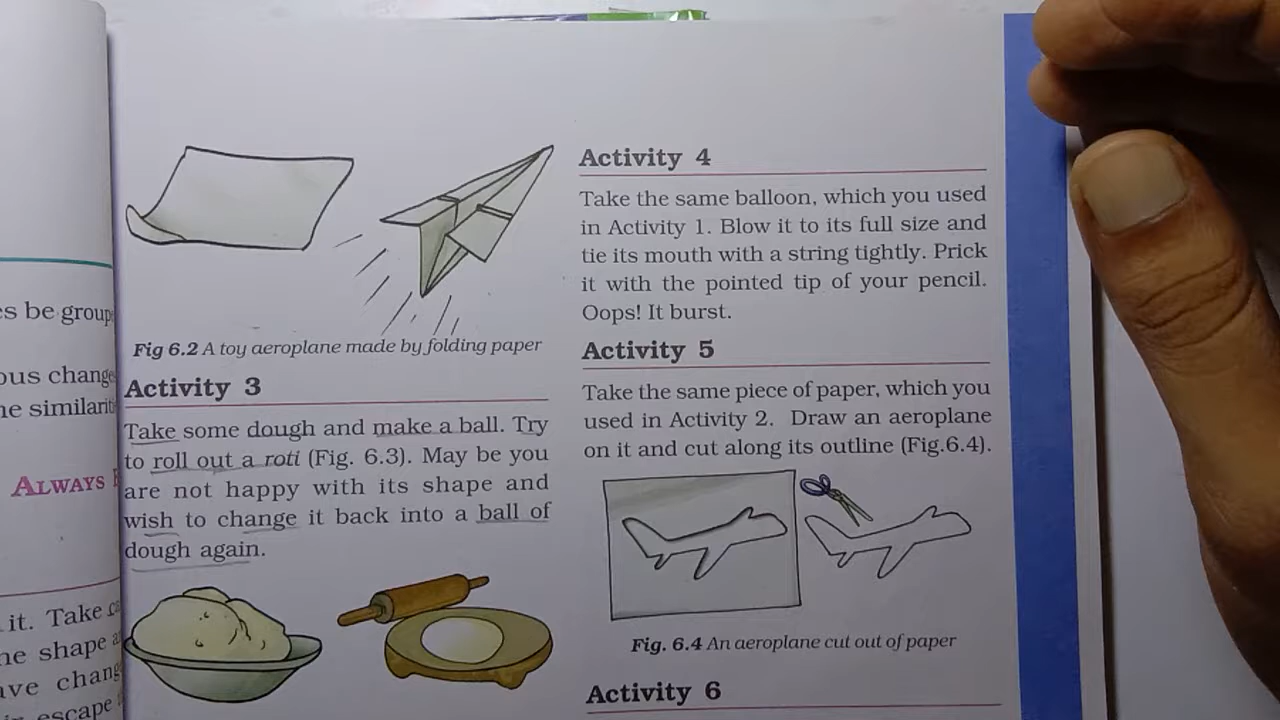 es be group
ous change
he similarit
ALWAYS
it. Take
he shape
ave chang
escape
Fig 6.2 A toy aeroplane made by folding paper
Activity 3
Take some dough and make a ball. Try
to roll out a roti (Fig. 6.3). May be you
are not happy with its shape and
wish to change it back into a ball of
dough again.
Activity 4
Take the same balloon, which you used
in Activity 1. Blow it to its full size and
tie its mouth with a string tightly. Prick
it with the pointed tip of your pencil.
Oops! It burst.
Activity 5
Take the same piece of paper, which you
used in Activity 2. Draw an aeroplane
on it and cut along its outline (Fig.6.4).
Fig. 6.4 An aeroplane cut out of paper
Activity 6